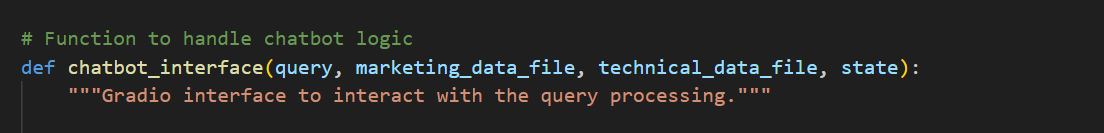 # Function to handle chatbot logic
def chatbot_interface(query, marketing_data_file, technical_data_file, state):
    """Gradio interface to interact with the query processing."""